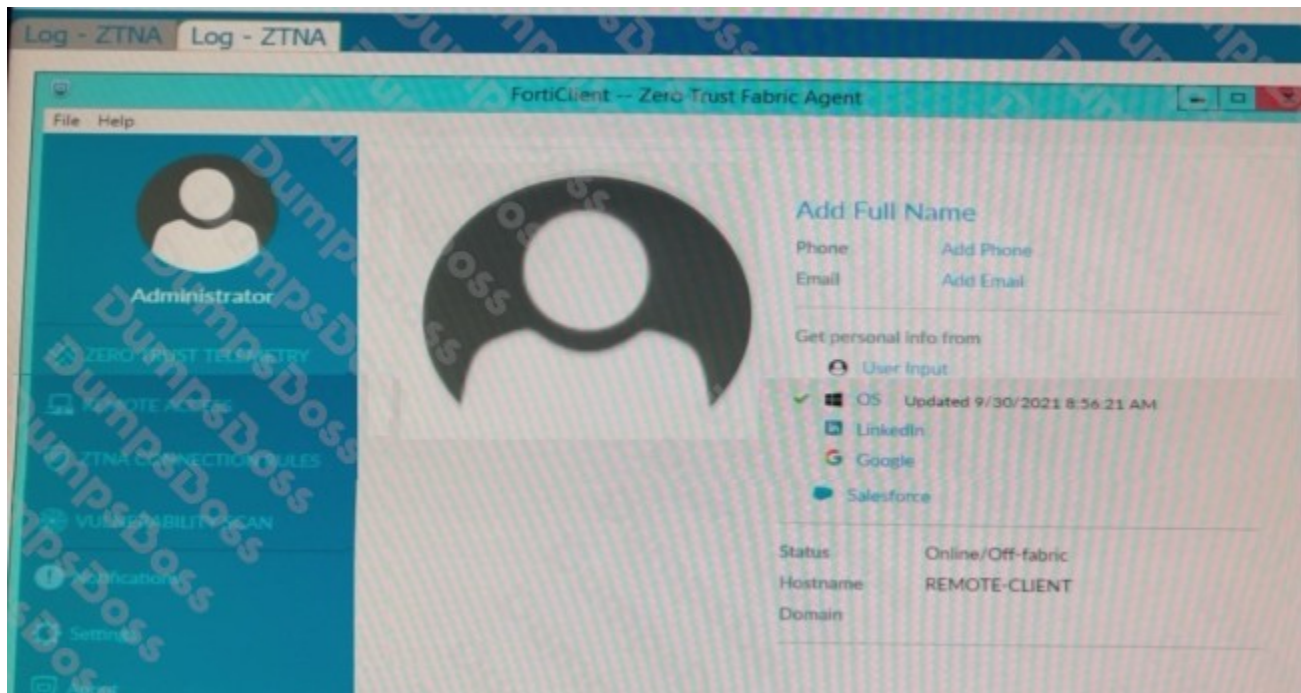 Log - ZTNA Log - ZTNA
FortiClient -- Zero Trust Fabric Agent
File Help
Administrator
ZERO TRUST TELEMETRY
REMOTE ACCESS
ZTNA CONNECTION RULES
VULNERABILITY SCAN
Notifications
Settings
Add Full Name
Phone Add Phone
Email Add Email
Get personal info from
User Input
OS Updated 9/30/2021 8:56:21 AM
LinkedIn
Google
Salesforce
Status Online/Off-fabric
Hostname REMOTE-CLIENT
Domain
DumpsDoss